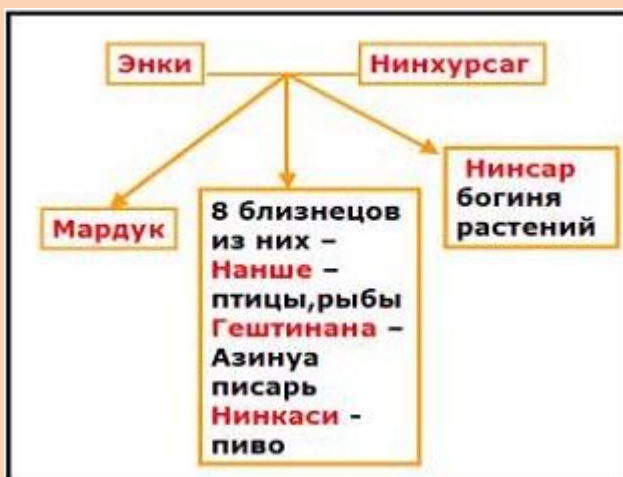 Энки
Нинхурсаг
Мардук
8 близнецов
из них –
Нанше –
птицы,рыбы
Гештинана –
Азинуа
писарь
Нинкаси -
пиво
Нинсар
богиня
растений